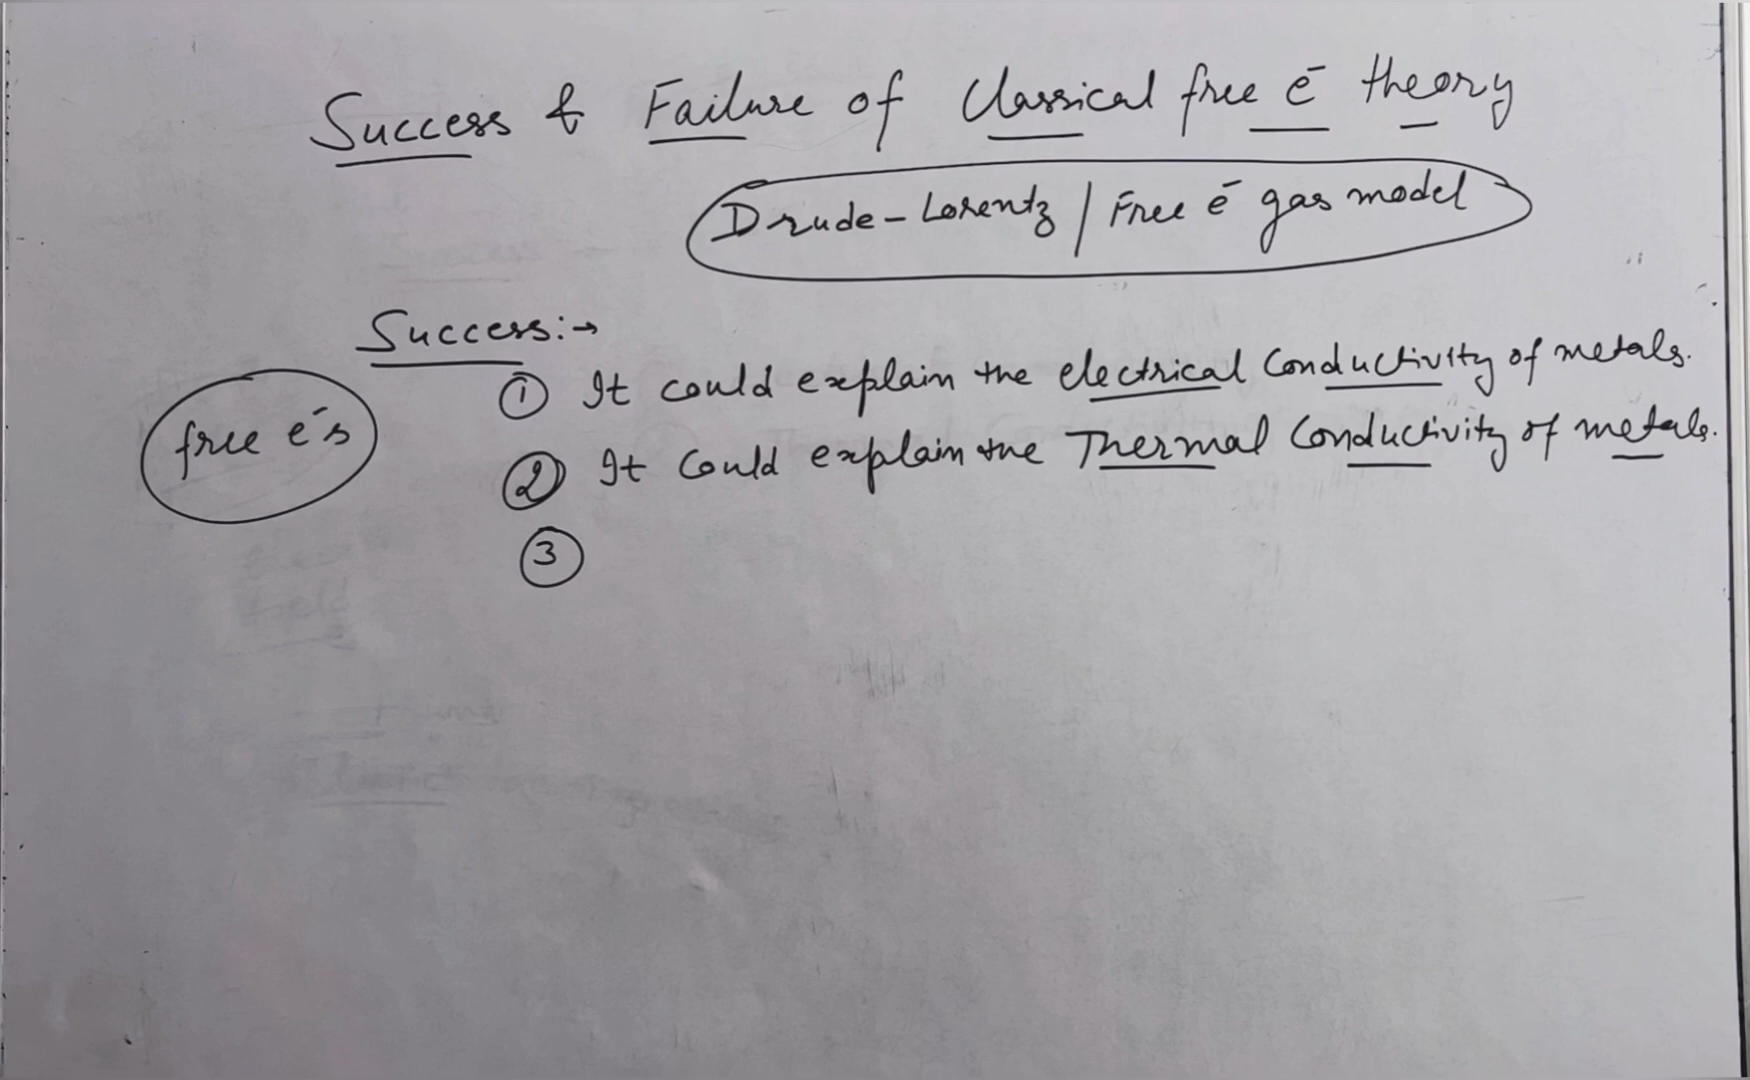 Success & Failure of Classical free ē theory
Drude-Lorentz / Free ē gas model
Success:→
① It could explain the electrical Conductivity of metals.
free ē's
② It Could explain the Thermal Conductivity of metals.
③